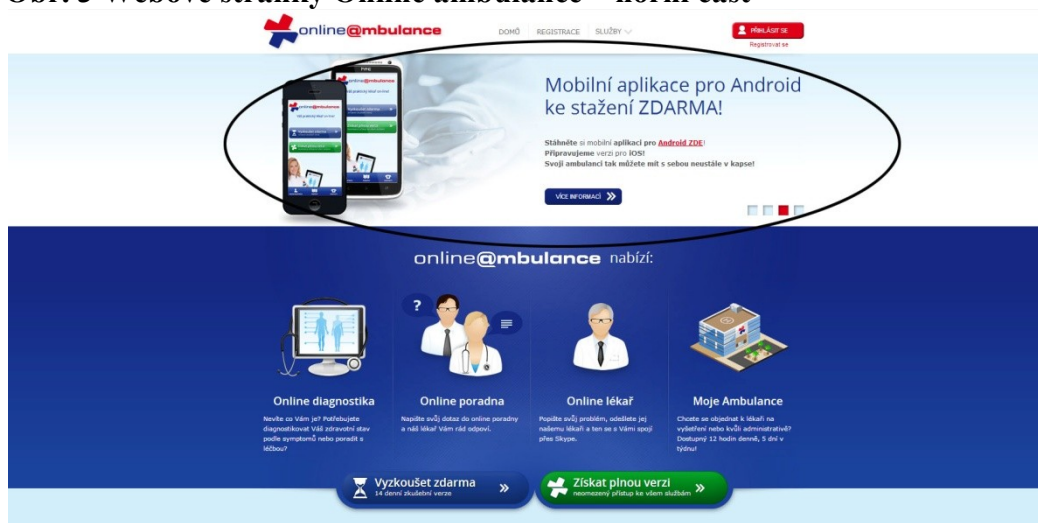 Obr. 3 Webové stránky Online ambulance – horní část
online@mbulance
DOMŮ REGISTRACE SLUŽBY
PŘIHLÁSIT SE
Registrovat se
Mobilní aplikace pro Android
ke stažení ZDARMA!
Stáhněte si mobilní aplikaci pro Android ZDE!
Připravujeme verzi pro iOS!
Svoji ambulanci tak můžete mít s sebou neustále v kapse!
VÍCE INFORMACÍ
online@mbulance nabízí:
Online diagnostika
Nevíte co Vám je? Potřebujete
diagnostikovat Váš zdravotní stav
podle symptomů nebo poradit s
léčbou?
Online poradna
Napište svůj dotaz do online poradny
a náš lékař Vám rád odpoví.
Online lékař
Popište svůj problém, odešlete jej
našemu lékaři a ten se s Vámi spojí
přes Skype.
Moje Ambulance
Chcete se objednat k lékaři na
vyšetření nebo kvůli administrativě?
Dostupný 12 hodin denně, 5 dní v
týdnu!
Vyzkoušet zdarma
14 denní zkušební verze
Získat plnou verzi
neomezený přístup ke všem službám